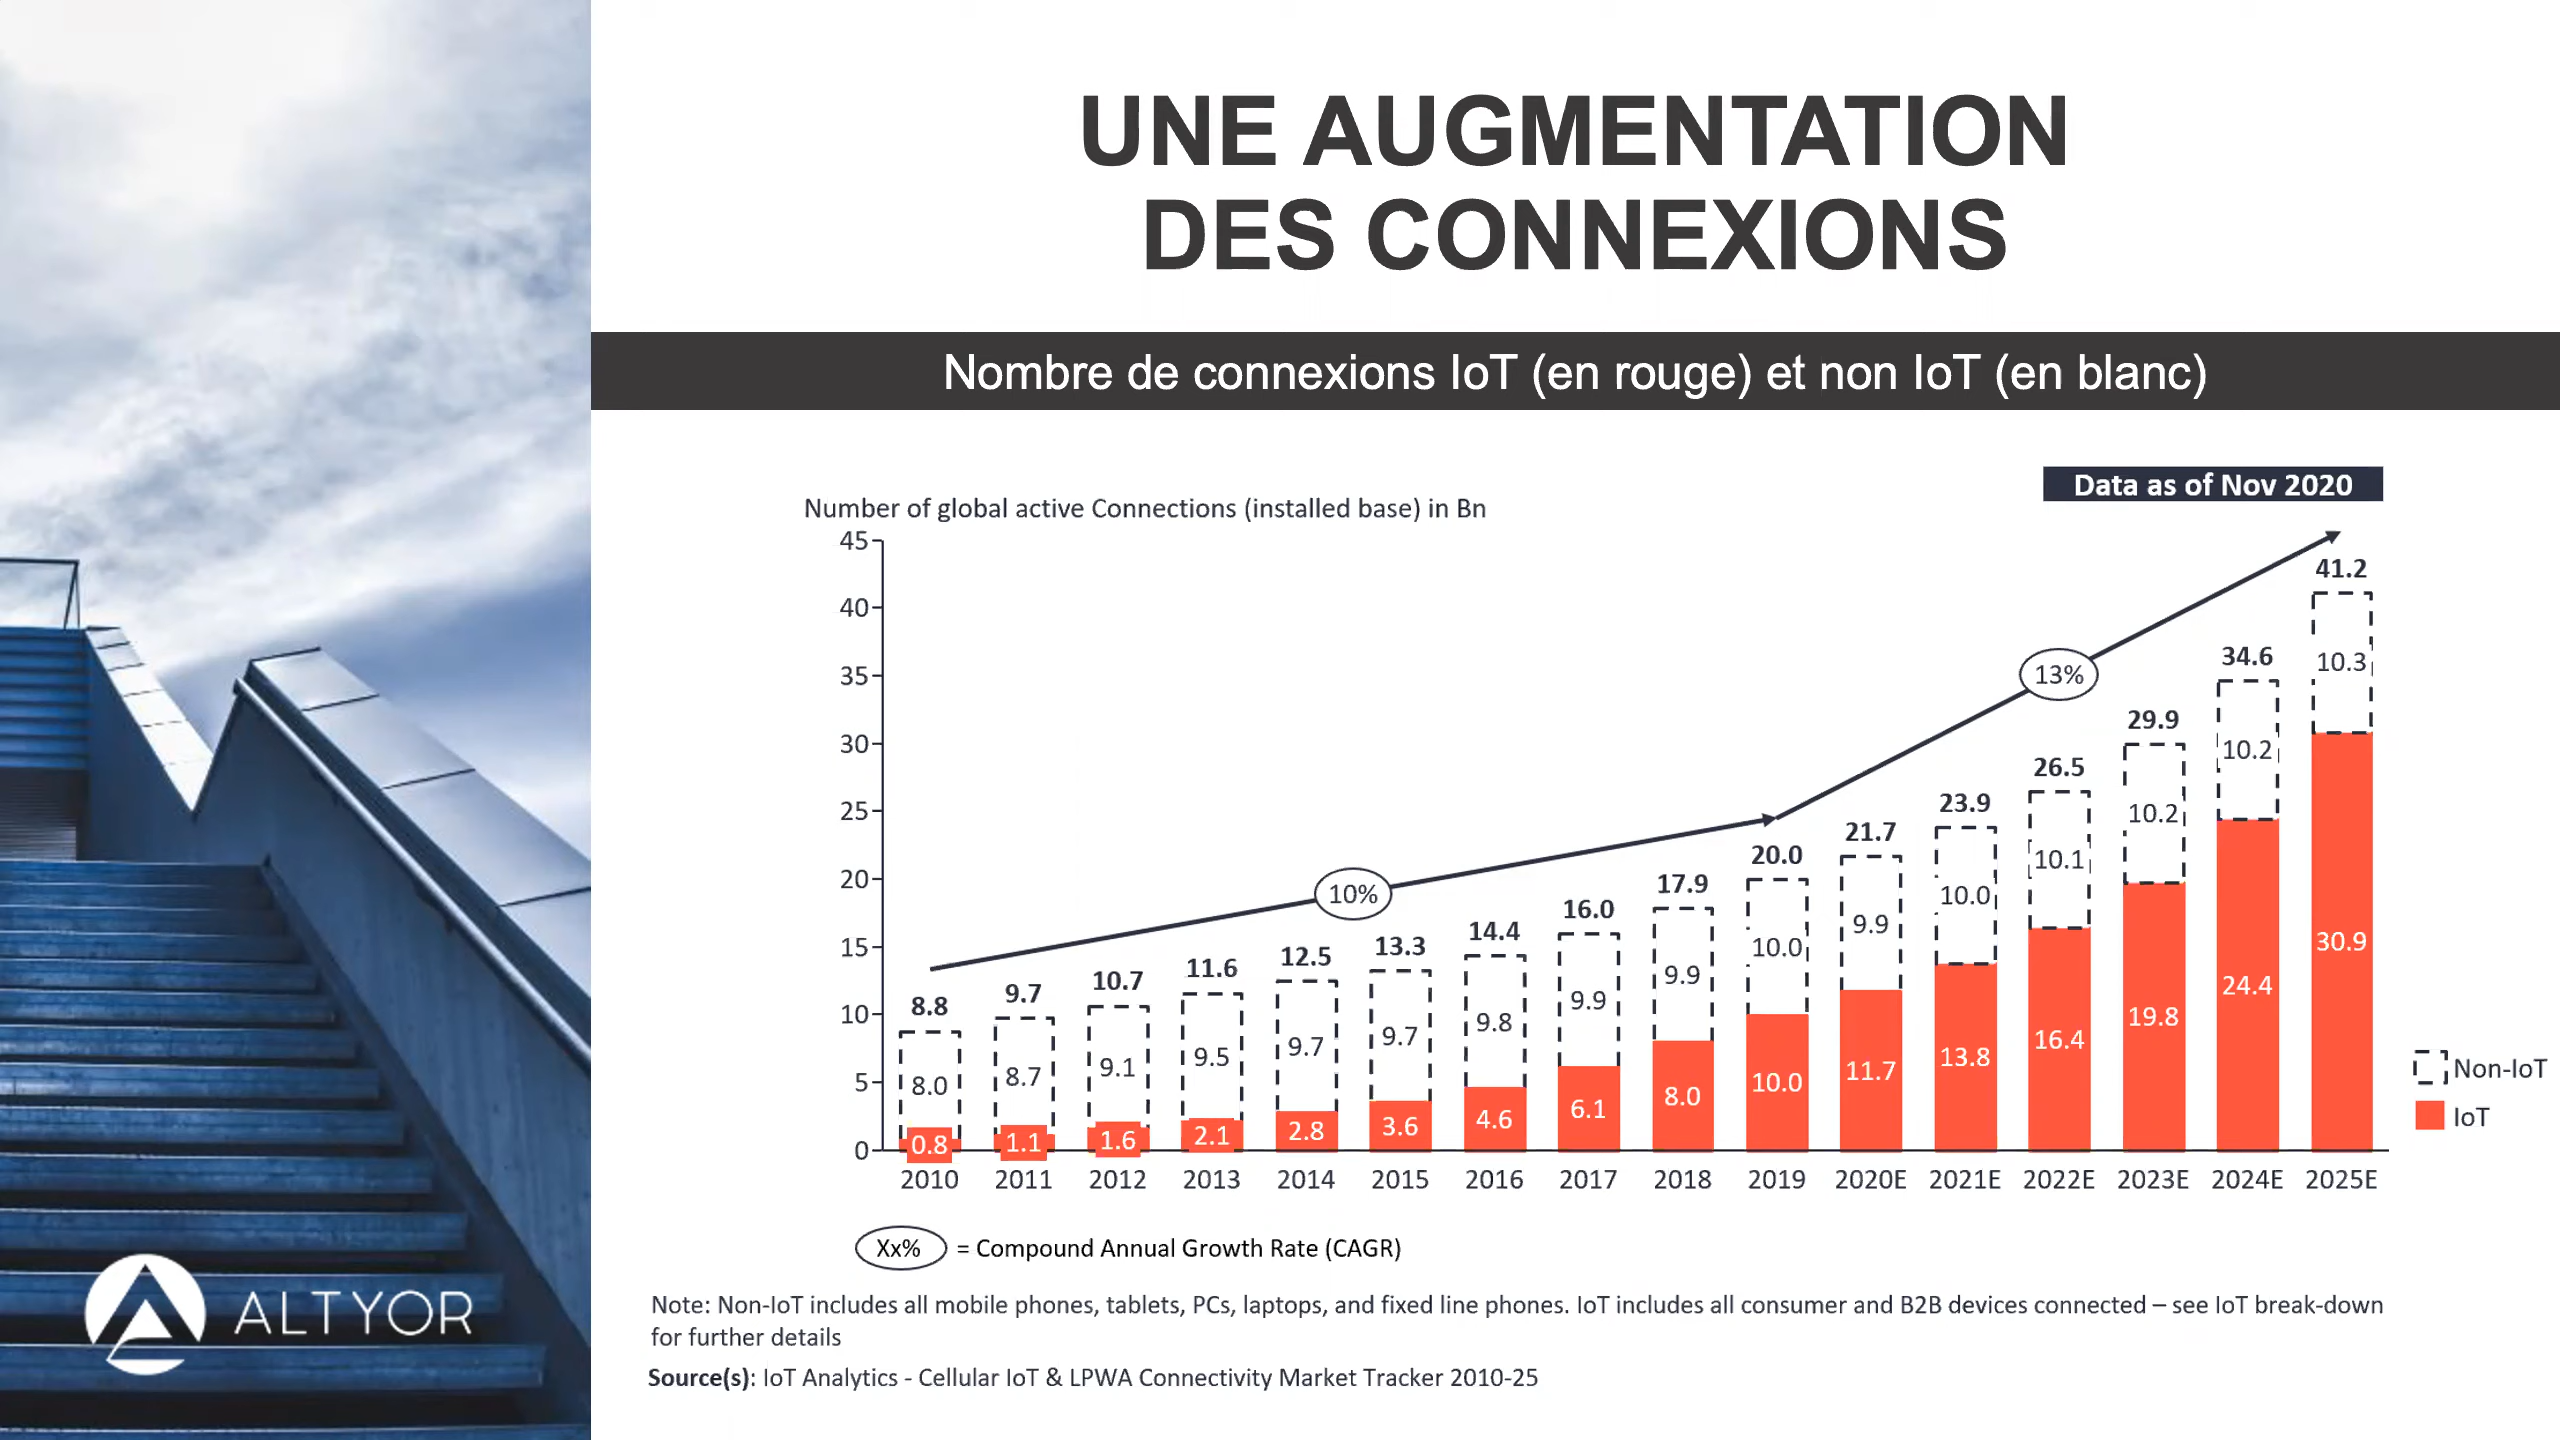 UNE AUGMENTATION
DES CONNEXIONS
Nombre de connexions IoT (en rouge) et non IoT (en blanc)
Data as of Nov 2020
Number of global active Connections (installed base) in Bn
45
40
35
30
25
20
15
10
5
0
10%
13%
8.8 9.7 10.7 11.6 12.5 13.3 14.4 16.0 17.9 20.0 21.7 23.9 26.5 29.9 34.6 41.2
8.0 8.7 9.1 9.5 9.7 9.7 9.8 9.9 9.9 10.0 9.9 10.0 10.1 10.2 10.2 10.3
0.8 1.1 1.6 2.1 2.8 3.6 4.6 6.1 8.0 10.0 11.7 13.8 16.4 19.8 24.4 30.9
2010 2011 2012 2013 2014 2015 2016 2017 2018 2019 2020E 2021E 2022E 2023E 2024E 2025E
Non-IoT
IoT
Xx% = Compound Annual Growth Rate (CAGR)
Note: Non-IoT includes all mobile phones, tablets, PCs, laptops, and fixed line phones. IoT includes all consumer and B2B devices connected – see IoT break-down
for further details
Source(s): IoT Analytics - Cellular IoT & LPWA Connectivity Market Tracker 2010-25
ALTYOR